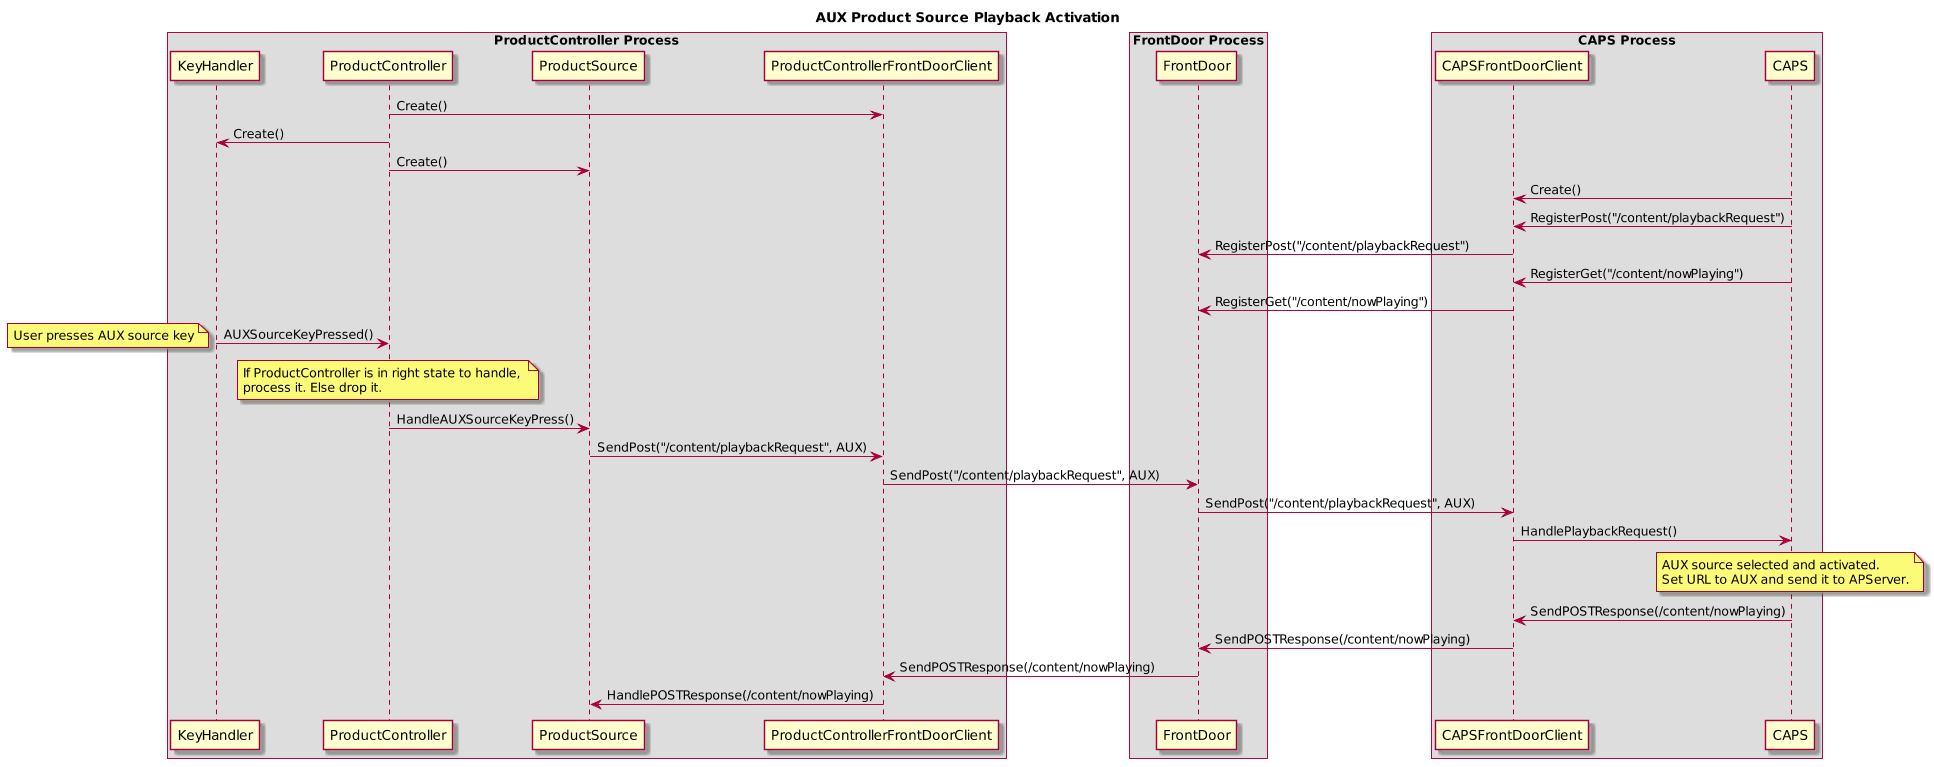 AUX Product Source Playback Activation
ProductController Process
FrontDoor Process
CAPS Process
KeyHandler
ProductController
ProductSource
ProductControllerFrontDoorClient
FrontDoor
CAPSFrontDoorClient
CAPS
Create()
Create()
Create()
Create()
RegisterPost("/content/playbackRequest")
RegisterPost("/content/playbackRequest")
RegisterGet("/content/nowPlaying")
RegisterGet("/content/nowPlaying")
User presses AUX source key
AUXSourceKeyPressed()
If ProductController is in right state to handle,
process it. Else drop it.
HandleAUXSourceKeyPress()
SendPost("/content/playbackRequest", AUX)
SendPost("/content/playbackRequest", AUX)
SendPost("/content/playbackRequest", AUX)
HandlePlaybackRequest()
AUX source selected and activated.
Set URL to AUX and send it to APServer.
SendPOSTResponse(/content/nowPlaying)
SendPOSTResponse(/content/nowPlaying)
SendPOSTResponse(/content/nowPlaying)
HandlePOSTResponse(/content/nowPlaying)
KeyHandler
ProductController
ProductSource
ProductControllerFrontDoorClient
FrontDoor
CAPSFrontDoorClient
CAPS